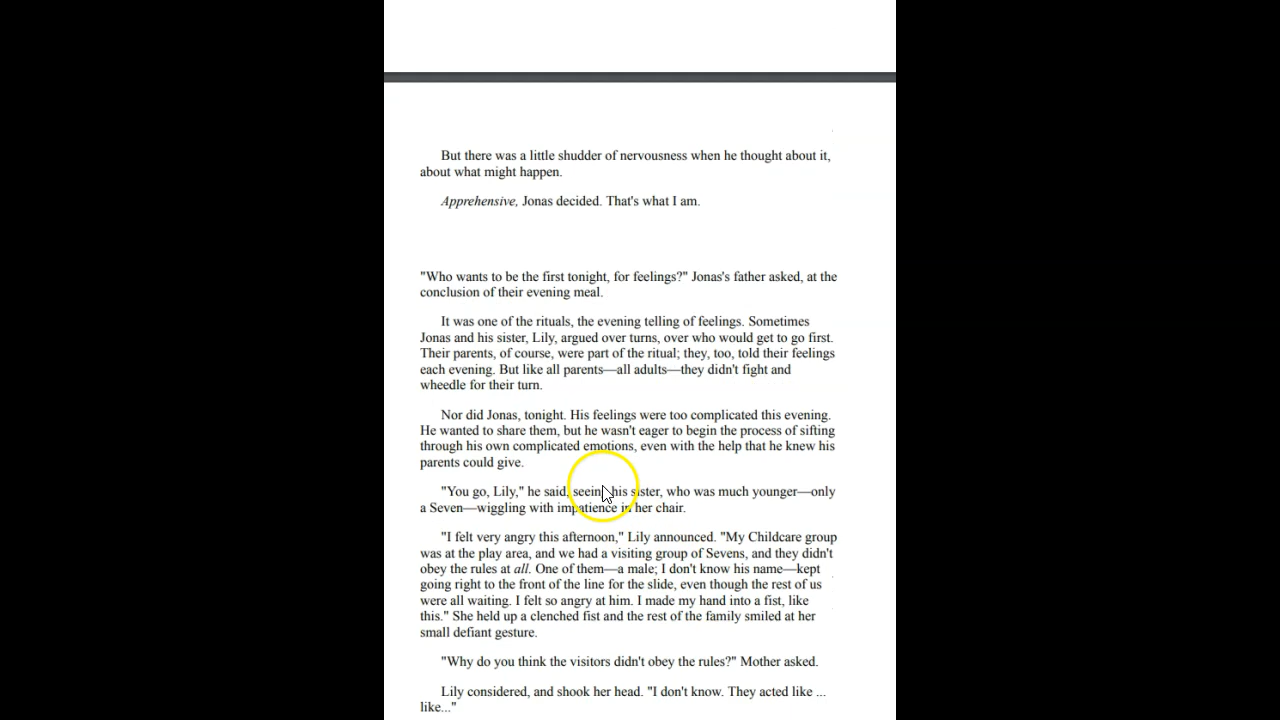 But there was a little shudder of nervousness when he thought about it,
about what might happen.
Apprehensive, Jonas decided. That's what I am.
"Who wants to be the first tonight, for feelings?" Jonas's father asked, at the
conclusion of their evening meal.
It was one of the rituals, the evening telling of feelings. Sometimes
Jonas and his sister, Lily, argued over turns, over who would get to go first.
Their parents, of course, were part of the ritual; they, too, told their feelings
each evening. But like all parents—all adults—they didn't fight and
wheedle for their turn.
Nor did Jonas, tonight. His feelings were too complicated this evening.
He wanted to share them, but he wasn't eager to begin the process of sifting
through his own complicated emotions, even with the help that he knew his
parents could give.
"You go, Lily," he said, seeing his sister, who was much younger—only
a Seven—wiggling with impatience in her chair.
"I felt very angry this afternoon," Lily announced. "My Childcare group
was at the play area, and we had a visiting group of Sevens, and they didn't
obey the rules at all. One of them—a male; I don't know his name—kept
going right to the front of the line for the slide, even though the rest of us
were all waiting. I felt so angry at him. I made my hand into a fist, like
this." She held up a clenched fist and the rest of the family smiled at her
small defiant gesture.
"Why do you think the visitors didn't obey the rules?" Mother asked.
Lily considered, and shook her head. "I don't know. They acted like ...
like..."